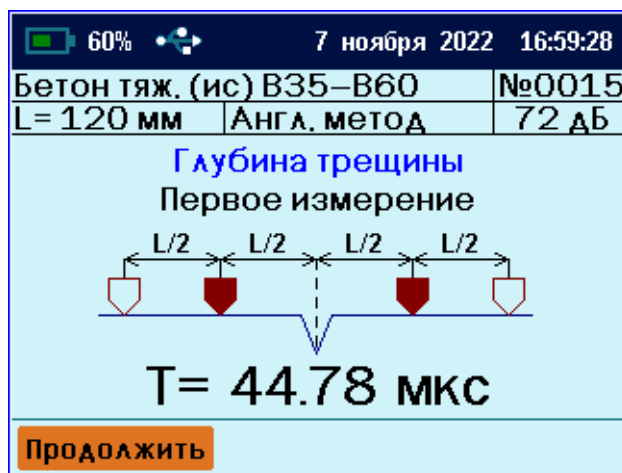 60% 7 ноября 2022 16:59:28
Бетон тяж. (ис) В35–В60 №0015
L= 120 мм Англ. метод 72 дБ
Глубина трещины
Первое измерение
L/2 L/2 L/2 L/2
T= 44.78 мкс
Продолжить